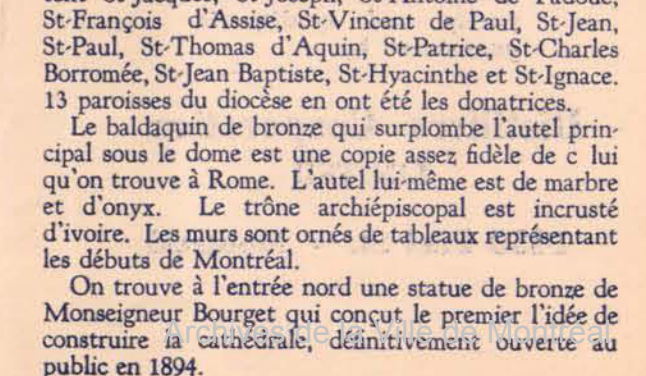 St-Jacques, St-Joseph, St-Antoine de Padoue,
St-François d'Assise, St-Vincent de Paul, St-Jean,
St-Paul, St-Thomas d'Aquin, St-Patrice, St-Charles
Borromée, St-Jean Baptiste, St-Hyacinthe et St-Ignace.
13 paroisses du diocèse en ont été les donatrices.
Le baldaquin de bronze qui surplombe l'autel prin-
cipal sous le dome est une copie assez fidèle de c lui
qu'on trouve à Rome. L'autel lui-même est de marbre
et d'onyx. Le trône archiépiscopal est incrusté
d'ivoire. Les murs sont ornés de tableaux représentant
les débuts de Montréal.
On trouve à l'entrée nord une statue de bronze de
Monseigneur Bourget qui conçut le premier l'idée de
construire la cathédrale, définitivement ouverte au
public en 1894.
Archives de la Ville de Montréal